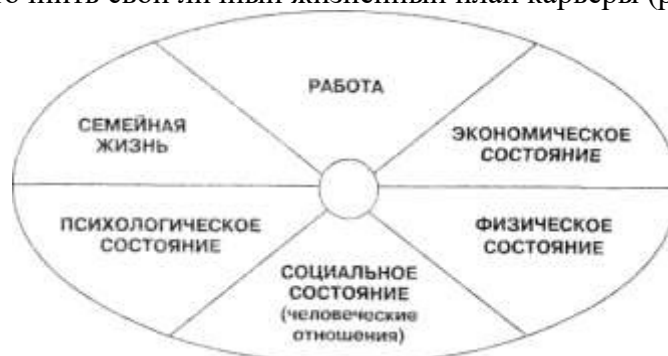 свой личный жизненный план карьеры
РАБОТА
СЕМЕЙНАЯ
ЖИЗНЬ
ЭКОНОМИЧЕСКОЕ
СОСТОЯНИЕ
ПСИХОЛОГИЧЕСКОЕ
СОСТОЯНИЕ
ФИЗИЧЕСКОЕ
СОСТОЯНИЕ
СОЦИАЛЬНОЕ
СОСТОЯНИЕ
(человеческие
отношения)